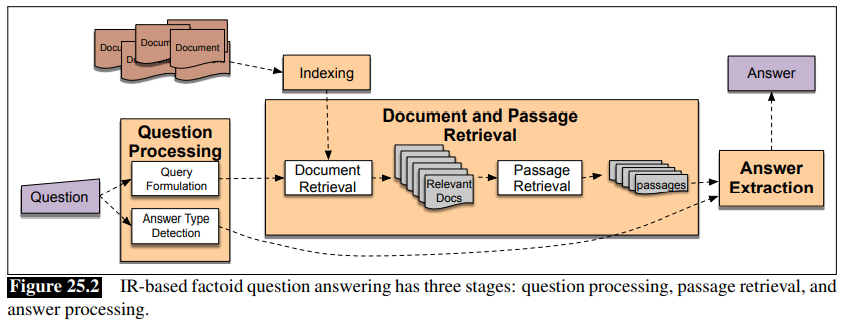 Document
Docu
Docu
D
Indexing
Answer
Question
Processing
Query
Formulation
Answer Type
Detection
Question
Document and Passage
Retrieval
Document
Retrieval
Relevant
Docs
Passage
Retrieval
passages
Answer
Extraction
Figure 25.2 IR-based factoid question answering has three stages: question processing, passage retrieval, and
answer processing.